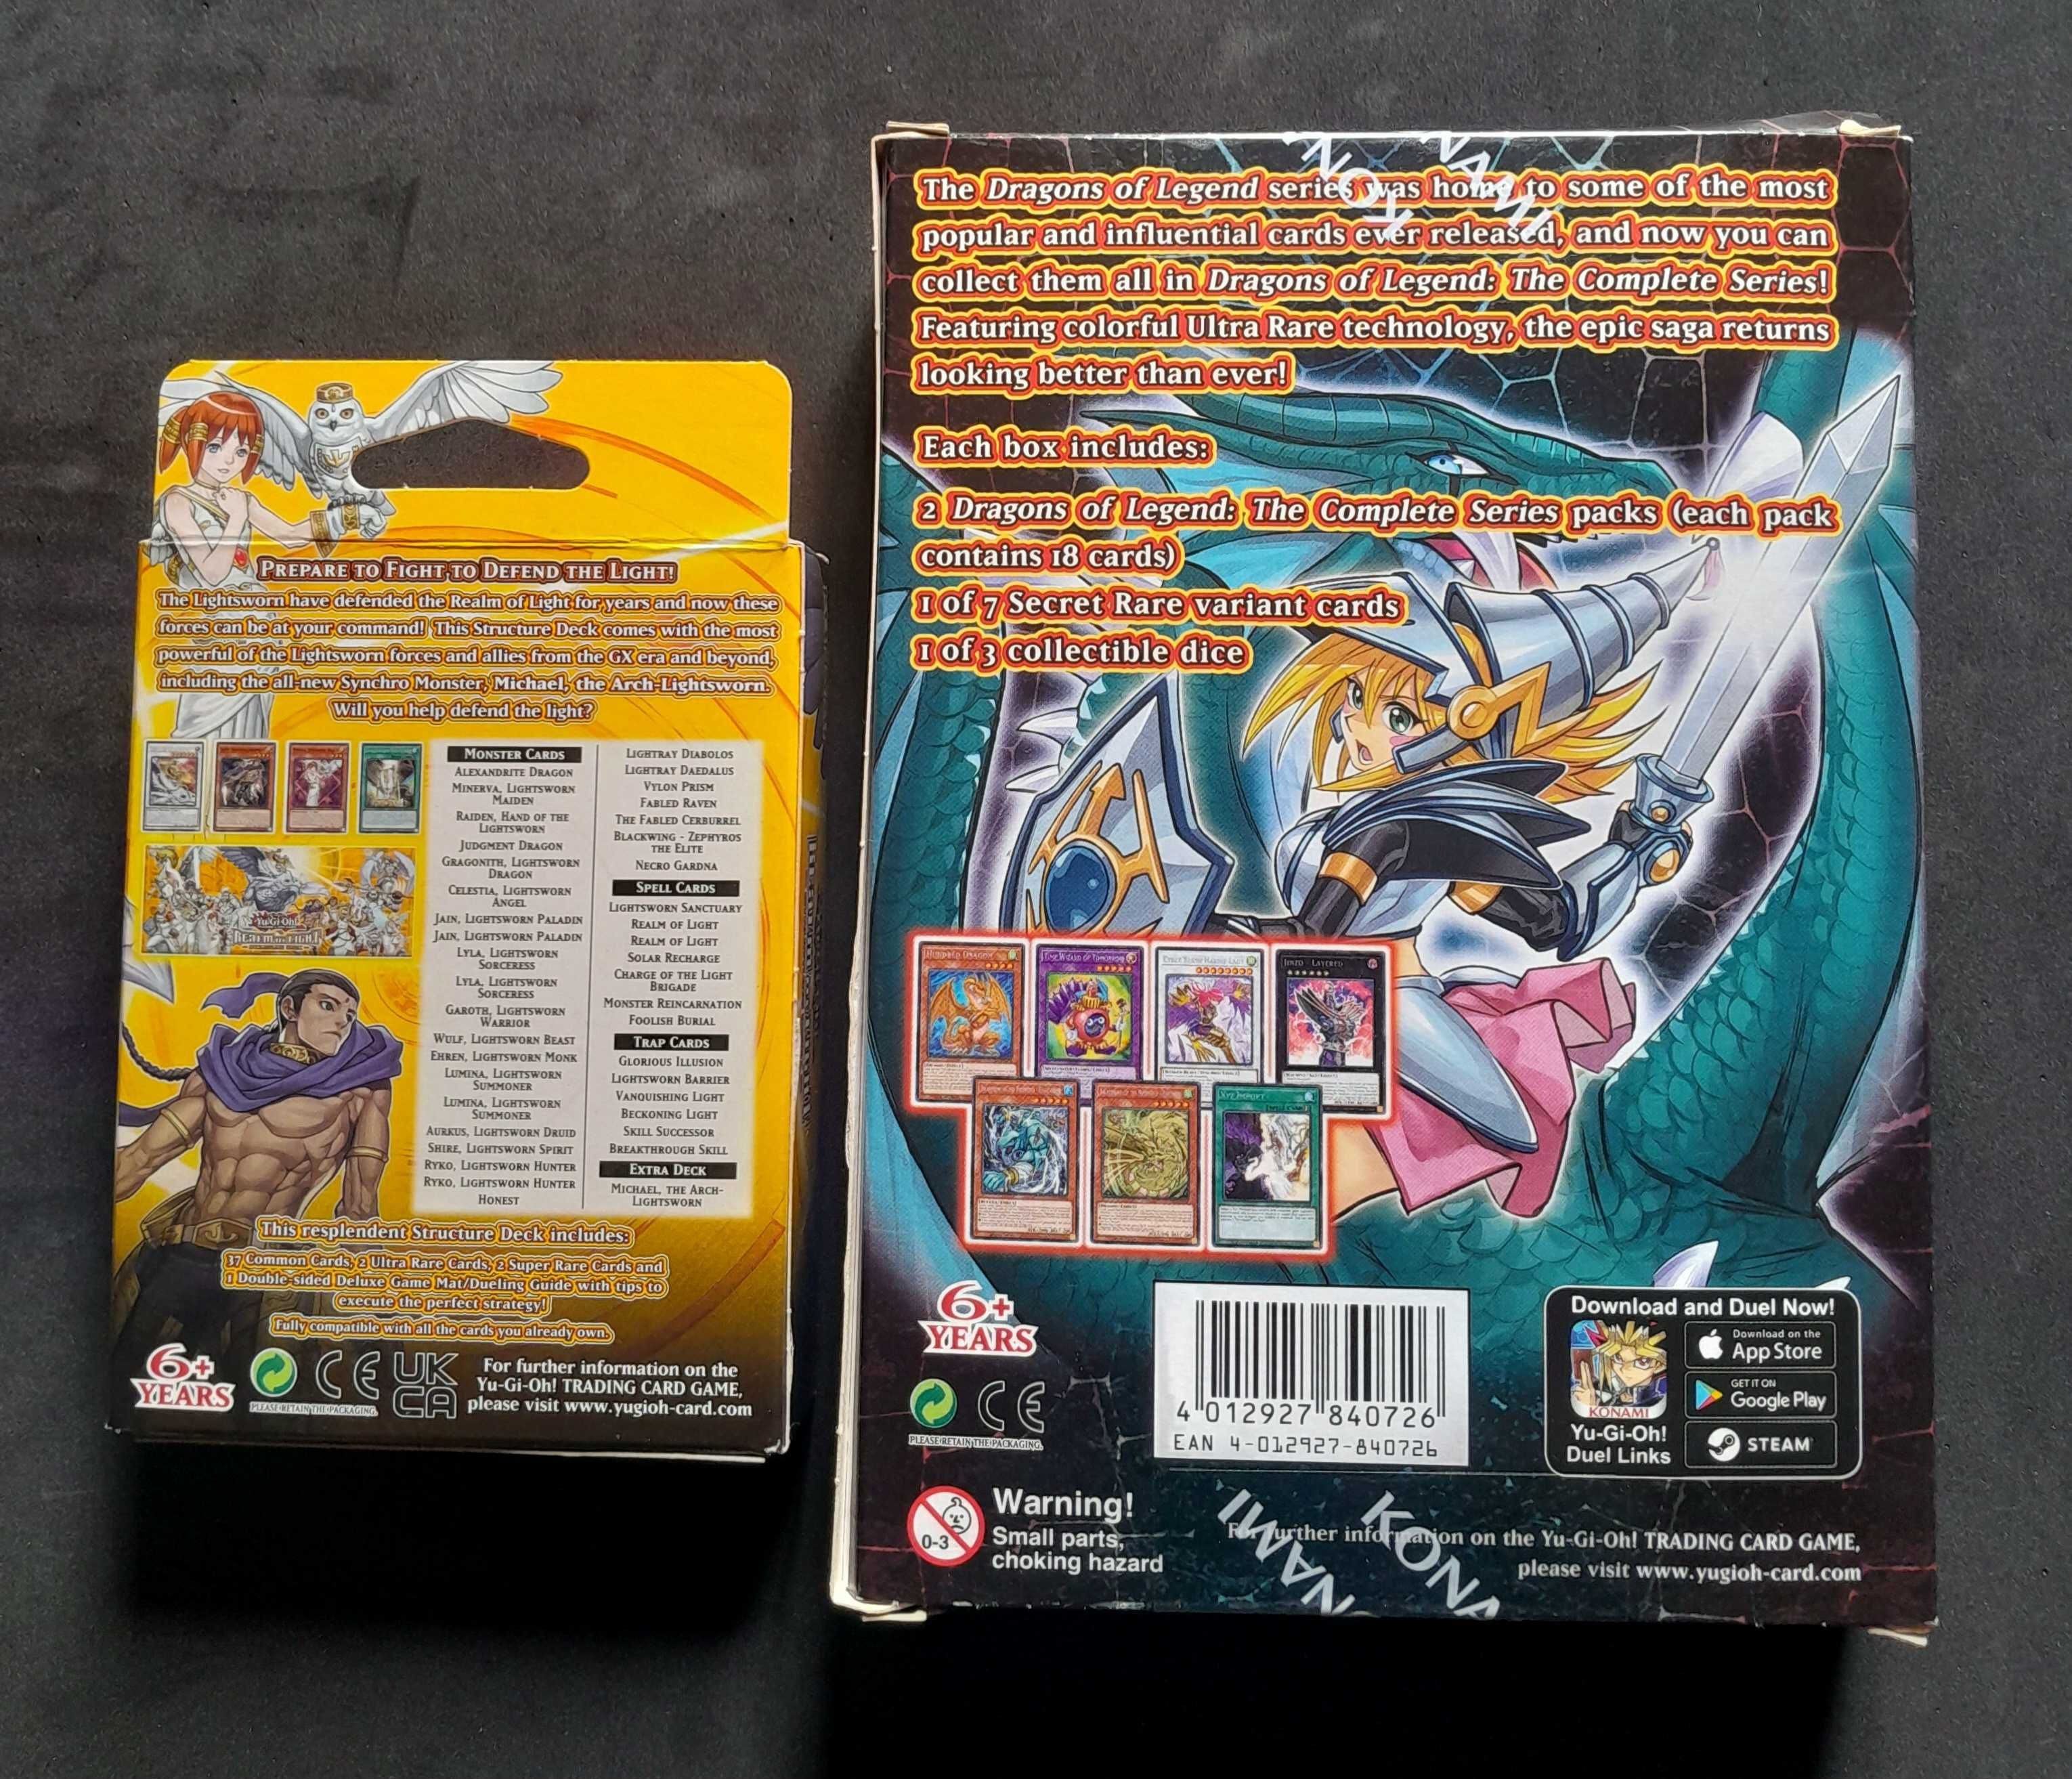 PREPARE TO FIGHT TO DEFEND THE LIGHT!
The Lightsworn have defended the Realm of Light for years and now these
forces can be at your command! This Structure Deck comes with the most
powerful of the Lightsworn forces and allies from the GX era and beyond,
including the all-new Synchro Monster, Michael, the Arch-Lightsworn.
Will you help defend the light?
MONSTER CARDS
ALEXANDRITE DRAGON
MINERVA, LIGHTSWORN
MAIDEN
RAIDEN, HAND OF THE
LIGHTSWORN
JUDGMENT DRAGON
GRAGONITH, LIGHTSWORN
DRAGON
CELESTIA, LIGHTSWORN
ANGEL
JAIN, LIGHTSWORN PALADIN
JAIN, LIGHTSWORN PALADIN
LYLA, LIGHTSWORN
SORCERESS
LYLA, LIGHTSWORN
SORCERESS
GAROTH, LIGHTSWORN
WARRIOR
WULF, LIGHTSWORN BEAST
EHREN, LIGHTSWORN MONK
LUMINA, LIGHTSWORN
SUMMONER
LUMINA, LIGHTSWORN
SUMMONER
AURKUS, LIGHTSWORN DRUID
SHIRE, LIGHTSWORN SPIRIT
RYKO, LIGHTSWORN HUNTER
RYKO, LIGHTSWORN HUNTER
HONEST
LIGHTRAY DIABOLOS
LIGHTRAY DAEDALUS
VYLON PRISM
FABLED RAVEN
THE FABLED CERBURREL
BLACKWING - ZEPHYROS
THE ELITE
NECRO GARDNA
SPELL CARDS
LIGHTSWORN SANCTUARY
REALM OF LIGHT
REALM OF LIGHT
SOLAR RECHARGE
CHARGE OF THE LIGHT
BRIGADE
MONSTER REINCARNATION
FOOLISH BURIAL
TRAP CARDS
GLORIOUS ILLUSION
LIGHTSWORN BARRIER
VANQUISHING LIGHT
BECKONING LIGHT
SKILL SUCCESSOR
BREAKTHROUGH SKILL
EXTRA DECK
MICHAEL, THE ARCH-
LIGHTSWORN
Yu-Gi-Oh!
REALM OF LIGHT
This resplendent Structure Deck includes:
37 Common Cards, 2 Ultra Rare Cards, 2 Super Rare Cards and
1 Double-sided Deluxe Game Mat/Dueling Guide with tips to
execute the perfect strategy!
Fully compatible with all the cards you already own.
6+
YEARS
PLEASE RETAIN THE PACKAGING.
CE
UK
CA
For further information on the
Yu-Gi-Oh! TRADING CARD GAME,
please visit www.yugioh-card.com
The Dragons of Legend series was home to some of the most
popular and influential cards ever released, and now you can
collect them all in Dragons of Legend: The Complete Series!
Featuring colorful Ultra Rare technology, the epic saga returns
looking better than ever!
Each box includes:
2 Dragons of Legend: The Complete Series packs (each pack
contains 18 cards)
1 of 7 Secret Rare variant cards
1 of 3 collectible dice
TIME WIZARD OF TOMORROW
JINZO - LAYERED
6+
YEARS
CE
PLEASE RETAIN THE PACKAGING.
4 012927 840726
EAN 4-012927-840726
Download and Duel Now!
KONAMI
Yu-Gi-Oh!
Duel Links
Download on the
App Store
GET IT ON
Google Play
STEAM
0-3
Warning!
Small parts,
choking hazard
For further information on the Yu-Gi-Oh! TRADING CARD GAME,
please visit www.yugioh-card.com
NAMI
KONA